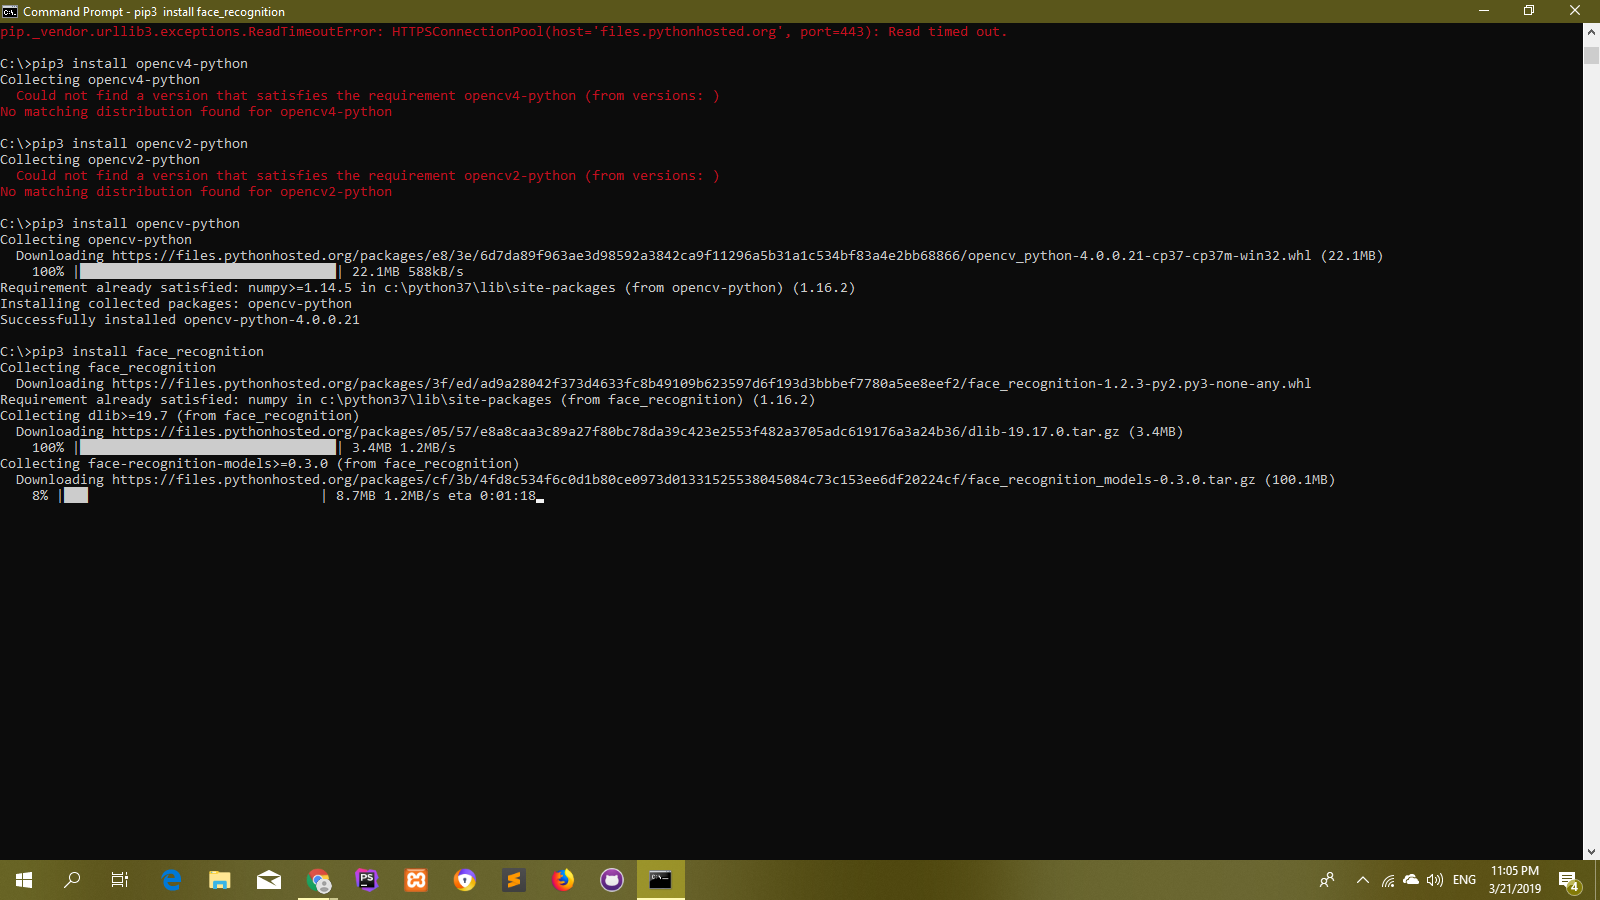 Command Prompt - pip3  install face_recognition
pip._vendor.urllib3.exceptions.ReadTimeoutError: HTTPSConnectionPool(host='files.pythonhosted.org', port=443): Read timed out.
C:\>pip3 install opencv4-python
Collecting opencv4-python
  Could not find a version that satisfies the requirement opencv4-python (from versions: )
No matching distribution found for opencv4-python
C:\>pip3 install opencv2-python
Collecting opencv2-python
  Could not find a version that satisfies the requirement opencv2-python (from versions: )
No matching distribution found for opencv2-python
C:\>pip3 install opencv-python
Collecting opencv-python
  Downloading https://files.pythonhosted.org/packages/e8/3e/6d7da89f963ae3d98592a3842ca9f11296a5b31a1c534bf83a4e2bb68866/opencv_python-4.0.0.21-cp37-cp37m-win32.whl (22.1MB)
    100% |████████████████████████████████| 22.1MB 588kB/s
Requirement already satisfied: numpy>=1.14.5 in c:\python37\lib\site-packages (from opencv-python) (1.16.2)
Installing collected packages: opencv-python
Successfully installed opencv-python-4.0.0.21
C:\>pip3 install face_recognition
Collecting face_recognition
  Downloading https://files.pythonhosted.org/packages/3f/ed/ad9a28042f373d4633fc8b49109b623597d6f193d3bbbef7780a5ee8eef2/face_recognition-1.2.3-py2.py3-none-any.whl
Requirement already satisfied: numpy in c:\python37\lib\site-packages (from face_recognition) (1.16.2)
Collecting dlib>=19.7 (from face_recognition)
  Downloading https://files.pythonhosted.org/packages/05/57/e8a8caa3c89a27f80bc78da39c423e2553f482a3705adc619176a3a24b36/dlib-19.17.0.tar.gz (3.4MB)
    100% |████████████████████████████████| 3.4MB 1.2MB/s
Collecting face-recognition-models>=0.3.0 (from face_recognition)
  Downloading https://files.pythonhosted.org/packages/cf/3b/4fd8c534f6c0d1b80ce0973d01331525538045084c73c153ee6df20224cf/face_recognition_models-0.3.0.tar.gz (100.1MB)
    8% |███                             | 8.7MB 1.2MB/s eta 0:01:18
PS
ENG
11:05 PM
3/21/2019
4